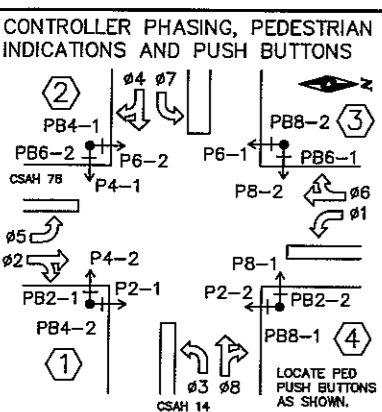 CONTROLLER PHASING, PEDESTRIAN
INDICATIONS AND PUSH BUTTONS
2
ø4 ø7
N
PB4-1
PB8-2
3
PB6-2
P6-2
P6-1
PB6-1
CSAH 78
P4-1
P8-2
ø6
ø1
ø5
ø2
P4-2
P8-1
PB2-1
P2-1
P2-2
PB2-2
PB4-2
PB8-1
1
4
ø3 ø8
CSAH 14
LOCATE PED
PUSH BUTTONS
AS SHOWN.